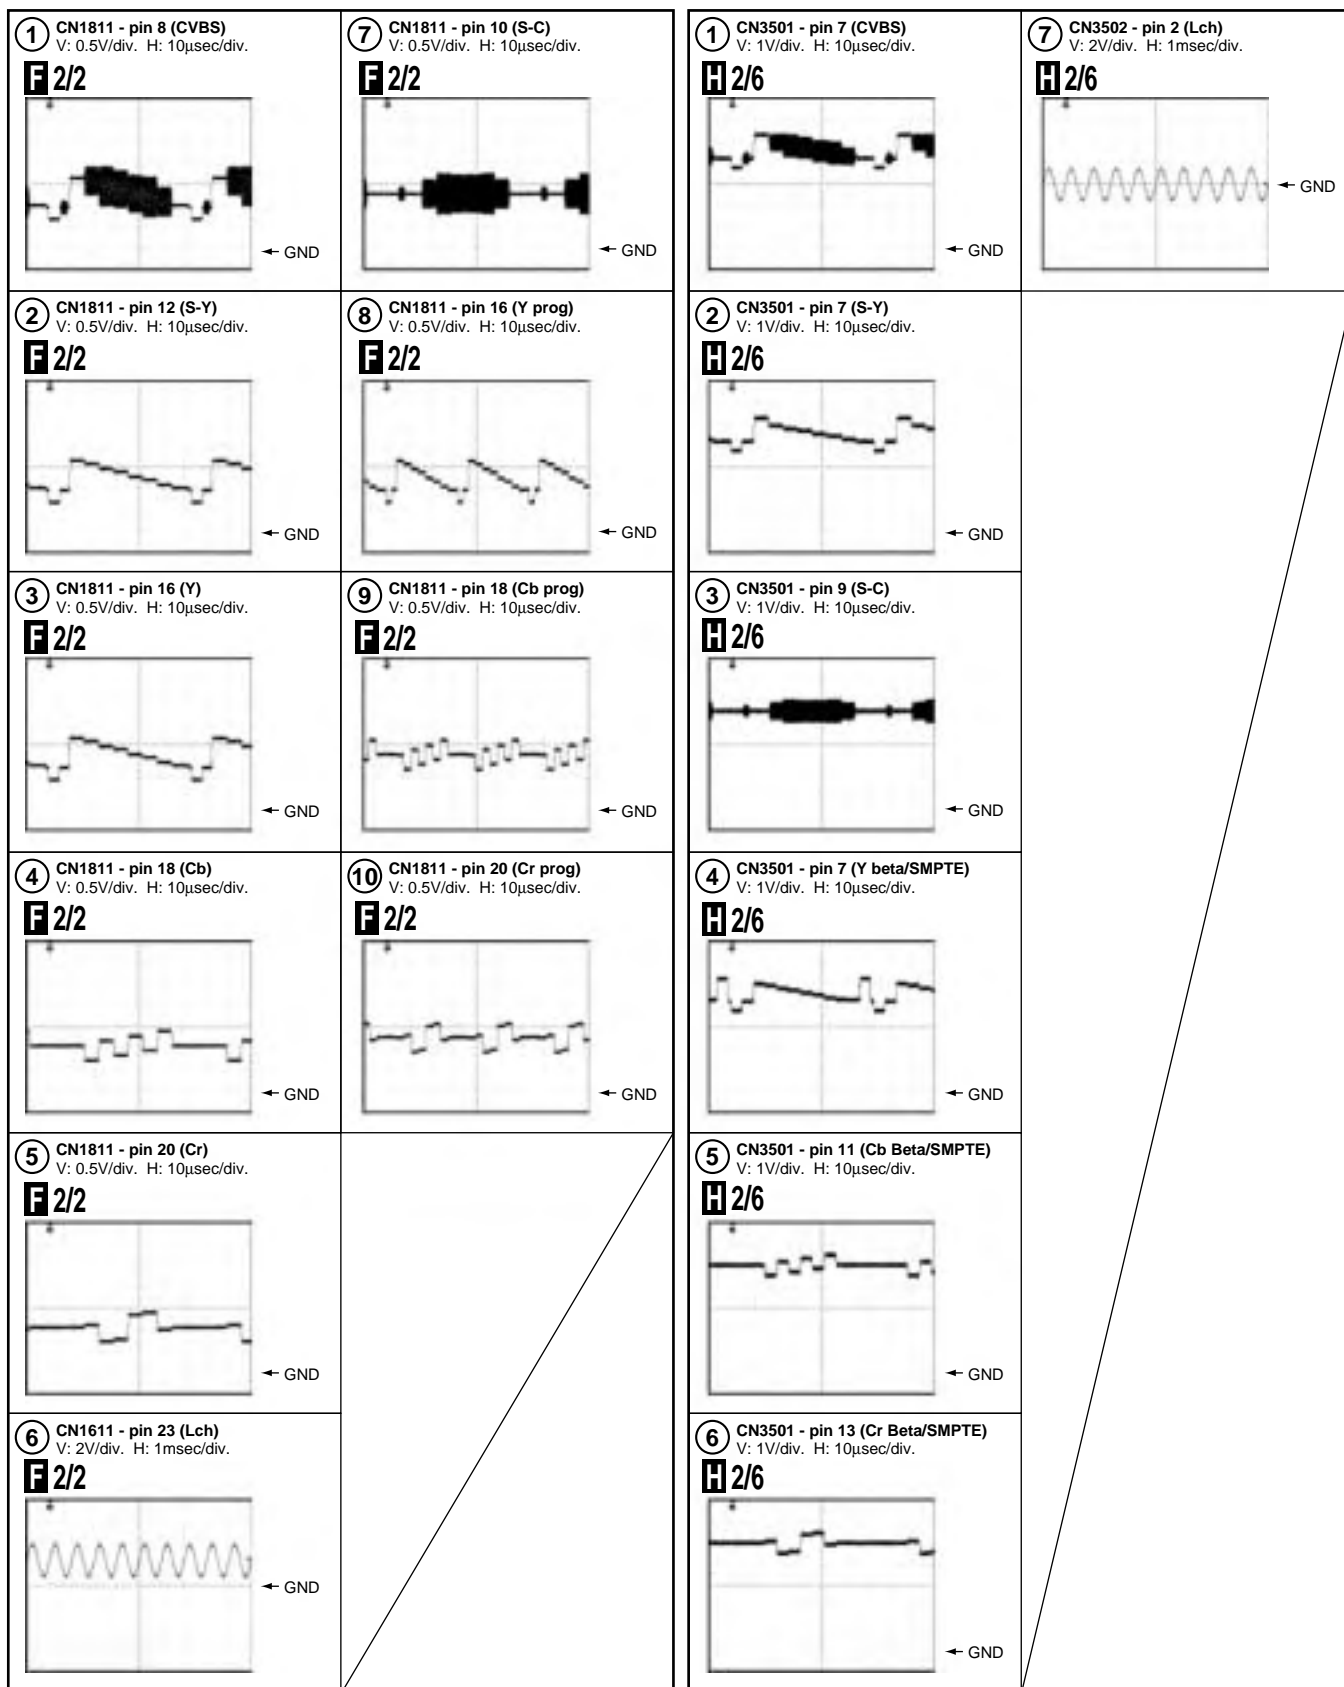 1 CN1811 - pin 8 (CVBS)
V: 0.5V/div. H: 10µsec/div.
F 2/2
← GND
2 CN1811 - pin 12 (S-Y)
V: 0.5V/div. H: 10µsec/div.
F 2/2
← GND
3 CN1811 - pin 16 (Y)
V: 0.5V/div. H: 10µsec/div.
F 2/2
← GND
4 CN1811 - pin 18 (Cb)
V: 0.5V/div. H: 10µsec/div.
F 2/2
← GND
5 CN1811 - pin 20 (Cr)
V: 0.5V/div. H: 10µsec/div.
F 2/2
← GND
6 CN1611 - pin 23 (Lch)
V: 2V/div. H: 1msec/div.
F 2/2
← GND
7 CN1811 - pin 10 (S-C)
V: 0.5V/div. H: 10µsec/div.
F 2/2
← GND
8 CN1811 - pin 16 (Y prog)
V: 0.5V/div. H: 10µsec/div.
F 2/2
← GND
9 CN1811 - pin 18 (Cb prog)
V: 0.5V/div. H: 10µsec/div.
F 2/2
← GND
10 CN1811 - pin 20 (Cr prog)
V: 0.5V/div. H: 10µsec/div.
F 2/2
← GND
1 CN3501 - pin 7 (CVBS)
V: 1V/div. H: 10µsec/div.
H 2/6
← GND
2 CN3501 - pin 7 (S-Y)
V: 1V/div. H: 10µsec/div.
H 2/6
← GND
3 CN3501 - pin 9 (S-C)
V: 1V/div. H: 10µsec/div.
H 2/6
← GND
4 CN3501 - pin 7 (Y beta/SMPTE)
V: 1V/div. H: 10µsec/div.
H 2/6
← GND
5 CN3501 - pin 11 (Cb Beta/SMPTE)
V: 1V/div. H: 10µsec/div.
H 2/6
← GND
6 CN3501 - pin 13 (Cr Beta/SMPTE)
V: 1V/div. H: 10µsec/div.
H 2/6
← GND
7 CN3502 - pin 2 (Lch)
V: 2V/div. H: 1msec/div.
H 2/6
← GND